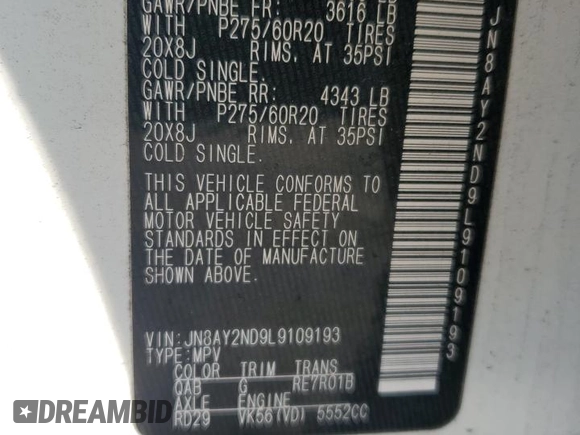 GAWR/PNBE FR: 3616 LB
WITH P275/60R20 TIRES
20X8J RIMS, AT 35PSI
COLD SINGLE.
GAWR/PNBE RR: 4343 LB
WITH P275/60R20 TIRES
20X8J RIMS, AT 35PSI
COLD SINGLE.
THIS VEHICLE CONFORMS TO
ALL APPLICABLE FEDERAL
MOTOR VEHICLE SAFETY
STANDARDS IN EFFECT ON
THE DATE OF MANUFACTURE
SHOWN ABOVE.
VIN:JN8AY2ND9L9109193
TYPE:MPV
COLOR TRIM TRANS
QAB G RE7R01B
AXLE ENGINE
RD29 VK56(VD) 5552CC
JN8AY2ND9L9109193
DREAMBID.COM